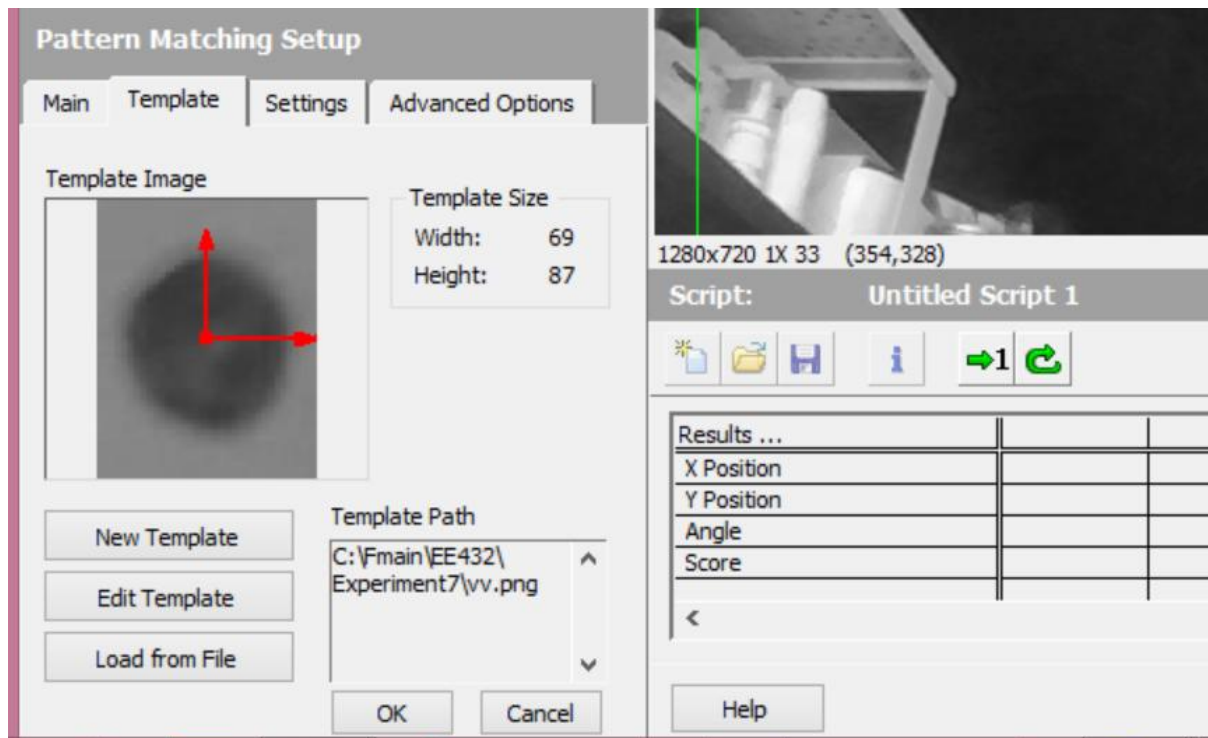 Pattern Matching Setup
Main Template Settings Advanced Options
Template Image
Template Size
Width: 69
Height: 87
New Template
Edit Template
Load from File
Template Path
C:\Fmain\EE432\
Experiment7\vv.png
OK Cancel
1280x720 1X 33 (354,328)
Script: Untitled Script 1
1
Results ...
X Position
Y Position
Angle
Score
Help